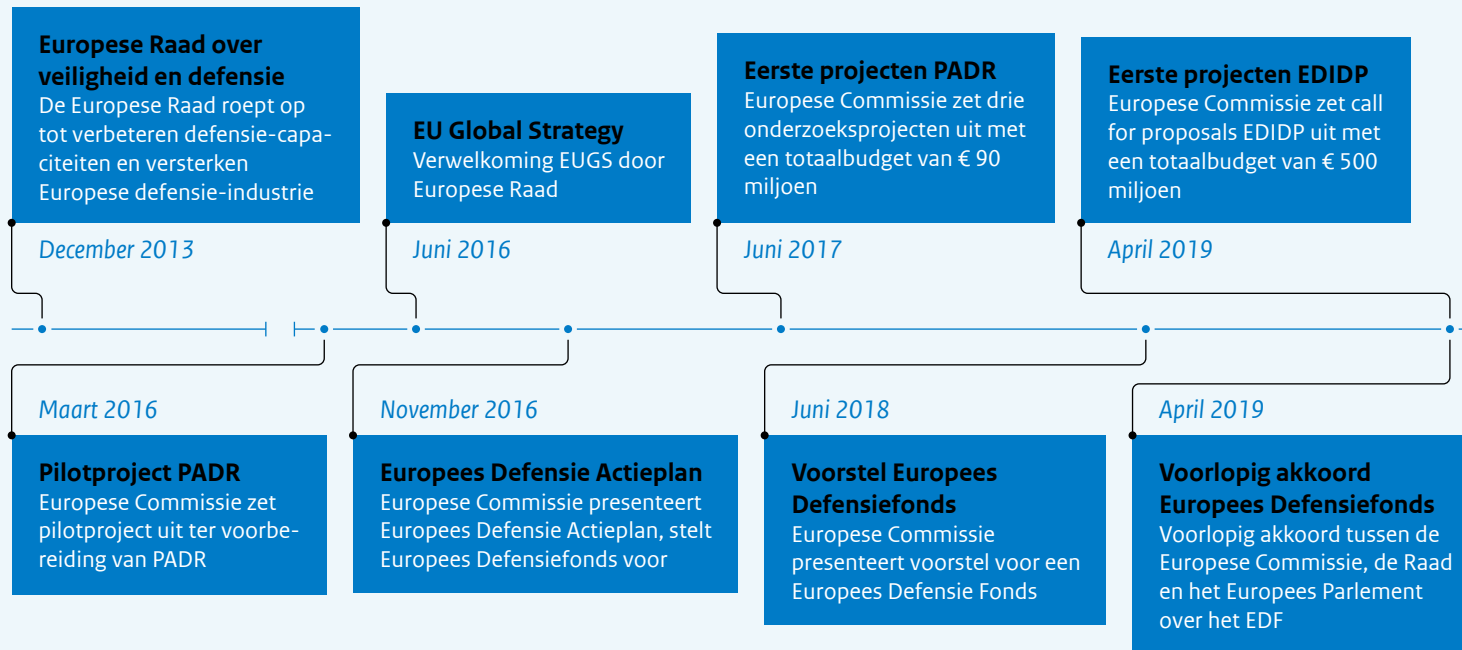 Europese Raad over
veiligheid en defensie
De Europese Raad roept op
tot verbeteren defensie-capa-
citeiten en versterken
Europese defensie-industrie
December 2013
EU Global Strategy
Verwelkoming EUGS door
Europese Raad
Juni 2016
Eerste projecten PADR
Europese Commissie zet drie
onderzoeksprojecten uit met
een totaalbudget van € 90
miljoen
Juni 2017
Eerste projecten EDIDP
Europese Commissie zet call
for proposals EDIDP uit met
een totaalbudget van € 500
miljoen
April 2019
Maart 2016
Pilotproject PADR
Europese Commissie zet
pilotproject uit ter voorbe-
reiding van PADR
November 2016
Europees Defensie Actieplan
Europese Commissie presenteert
Europees Defensie Actieplan, stelt
Europees Defensiefonds voor
Juni 2018
Voorstel Europees
Defensiefonds
Europese Commissie
presenteert voorstel voor een
Europees Defensie Fonds
April 2019
Voorlopig akkoord
Europees Defensiefonds
Voorlopig akkoord tussen de
Europese Commissie, de Raad
en het Europees Parlement
over het EDF